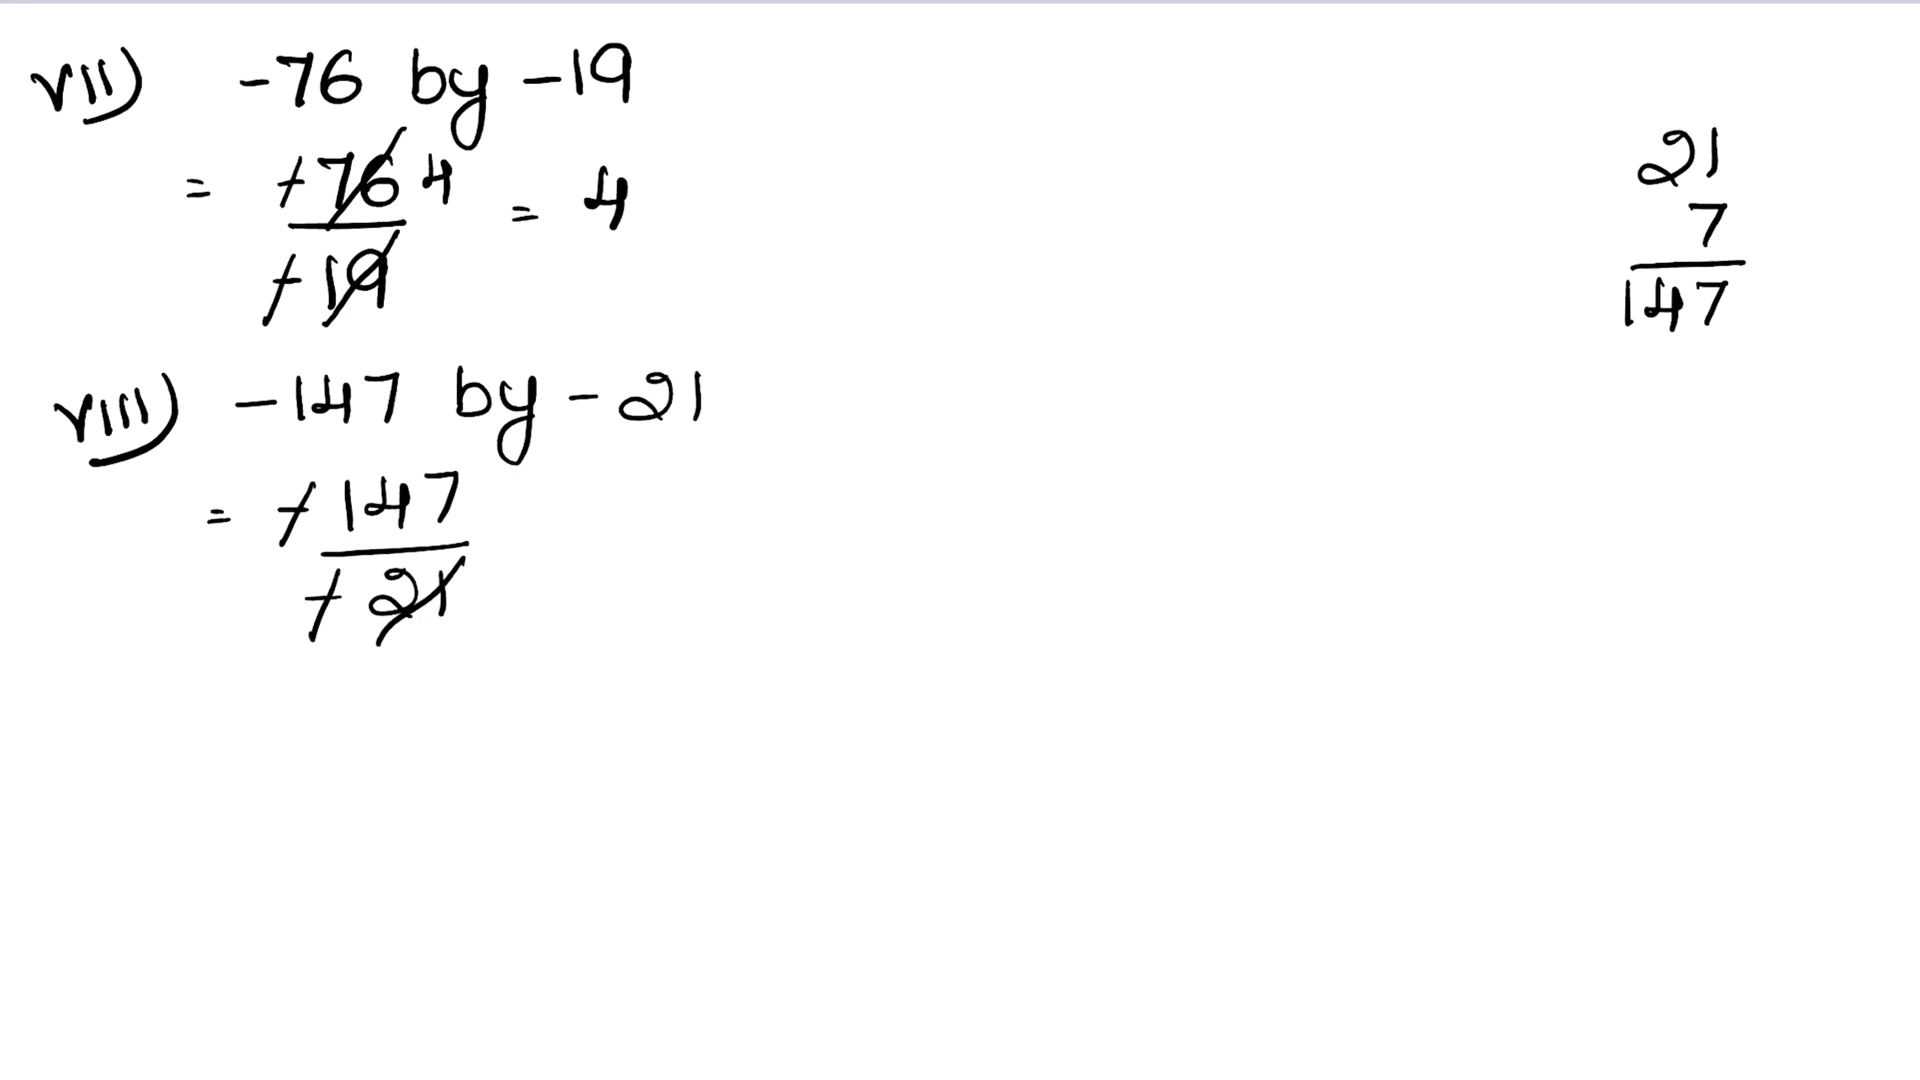 vii) -76 by -19
= -76 4 = 4
-19
viii) -147 by -21
= -147
-21
21
7
147